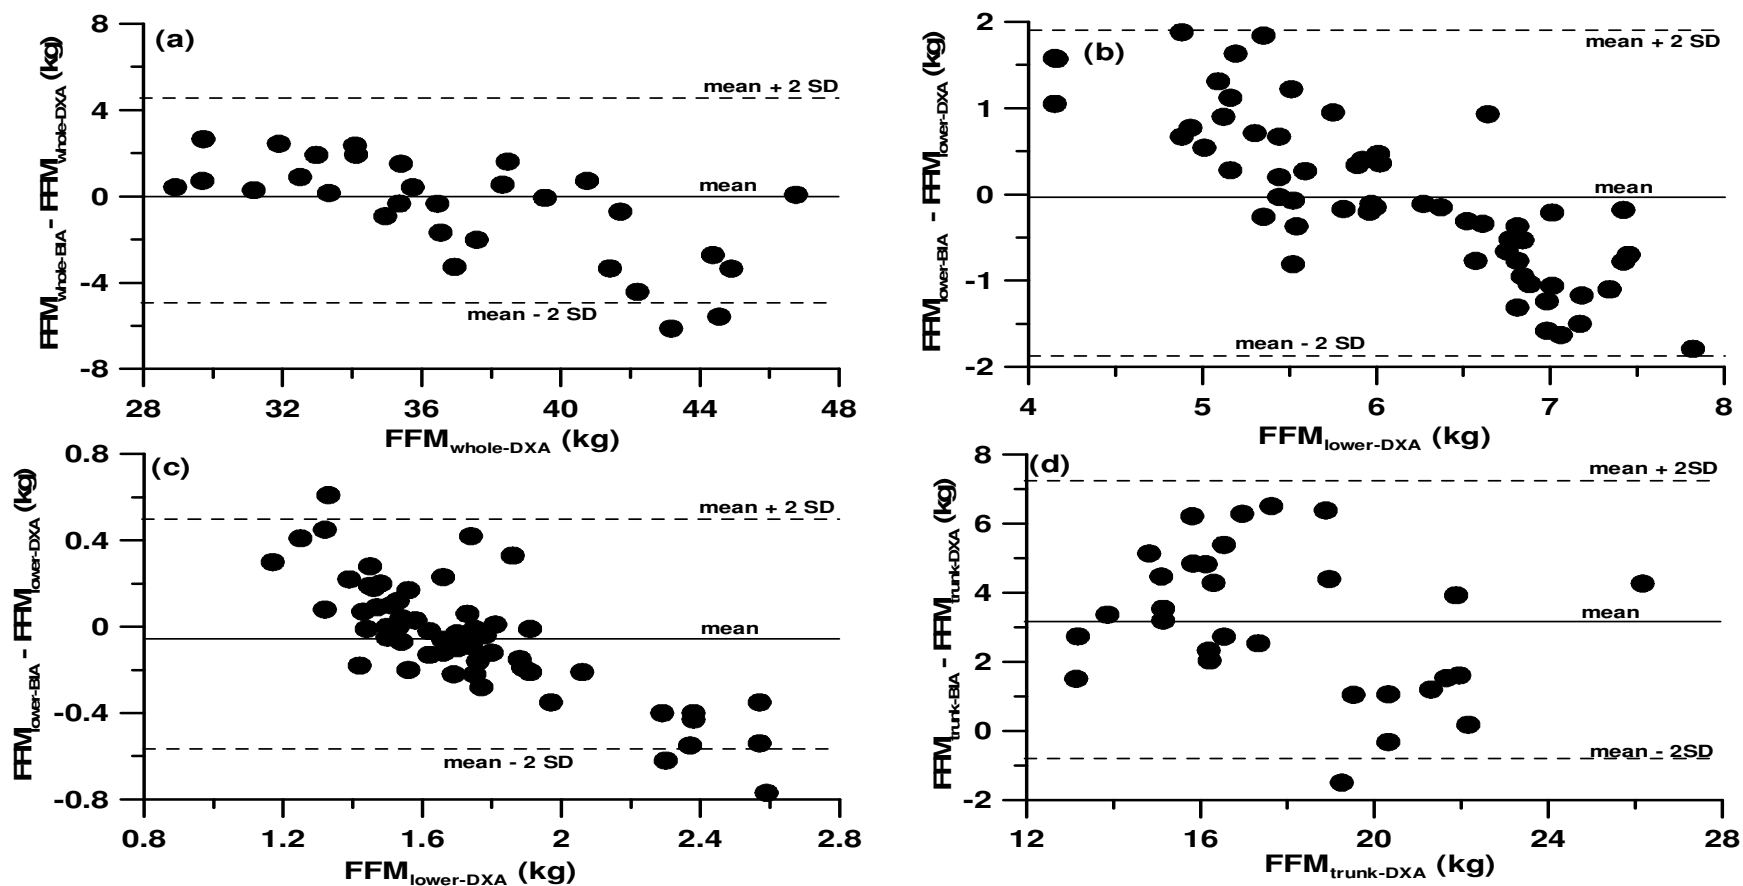 (a)
8
4
0
-4
-8
mean + 2 SD
mean
mean - 2 SD
28 32 36 40 44 48
FFMwhole-BIA - FFMwhole-DXA (kg)
FFMwhole-DXA (kg)
(b)
2
1
0
-1
-2
mean + 2 SD
mean
mean - 2 SD
4 5 6 7 8
FFMlower-BIA - FFMlower-DXA (kg)
FFMlower-DXA (kg)
(c)
0.8
0.4
0
-0.4
-0.8
mean + 2 SD
mean
mean - 2 SD
0.8 1.2 1.6 2 2.4 2.8
FFMlower-BIA - FFMlower-DXA (kg)
FFMlower-DXA (kg)
(d)
8
6
4
2
0
-2
mean + 2SD
mean
mean - 2SD
12 16 20 24 28
FFMtrunk-BIA - FFMtrunk-DXA (kg)
FFMtrunk-DXA (kg)